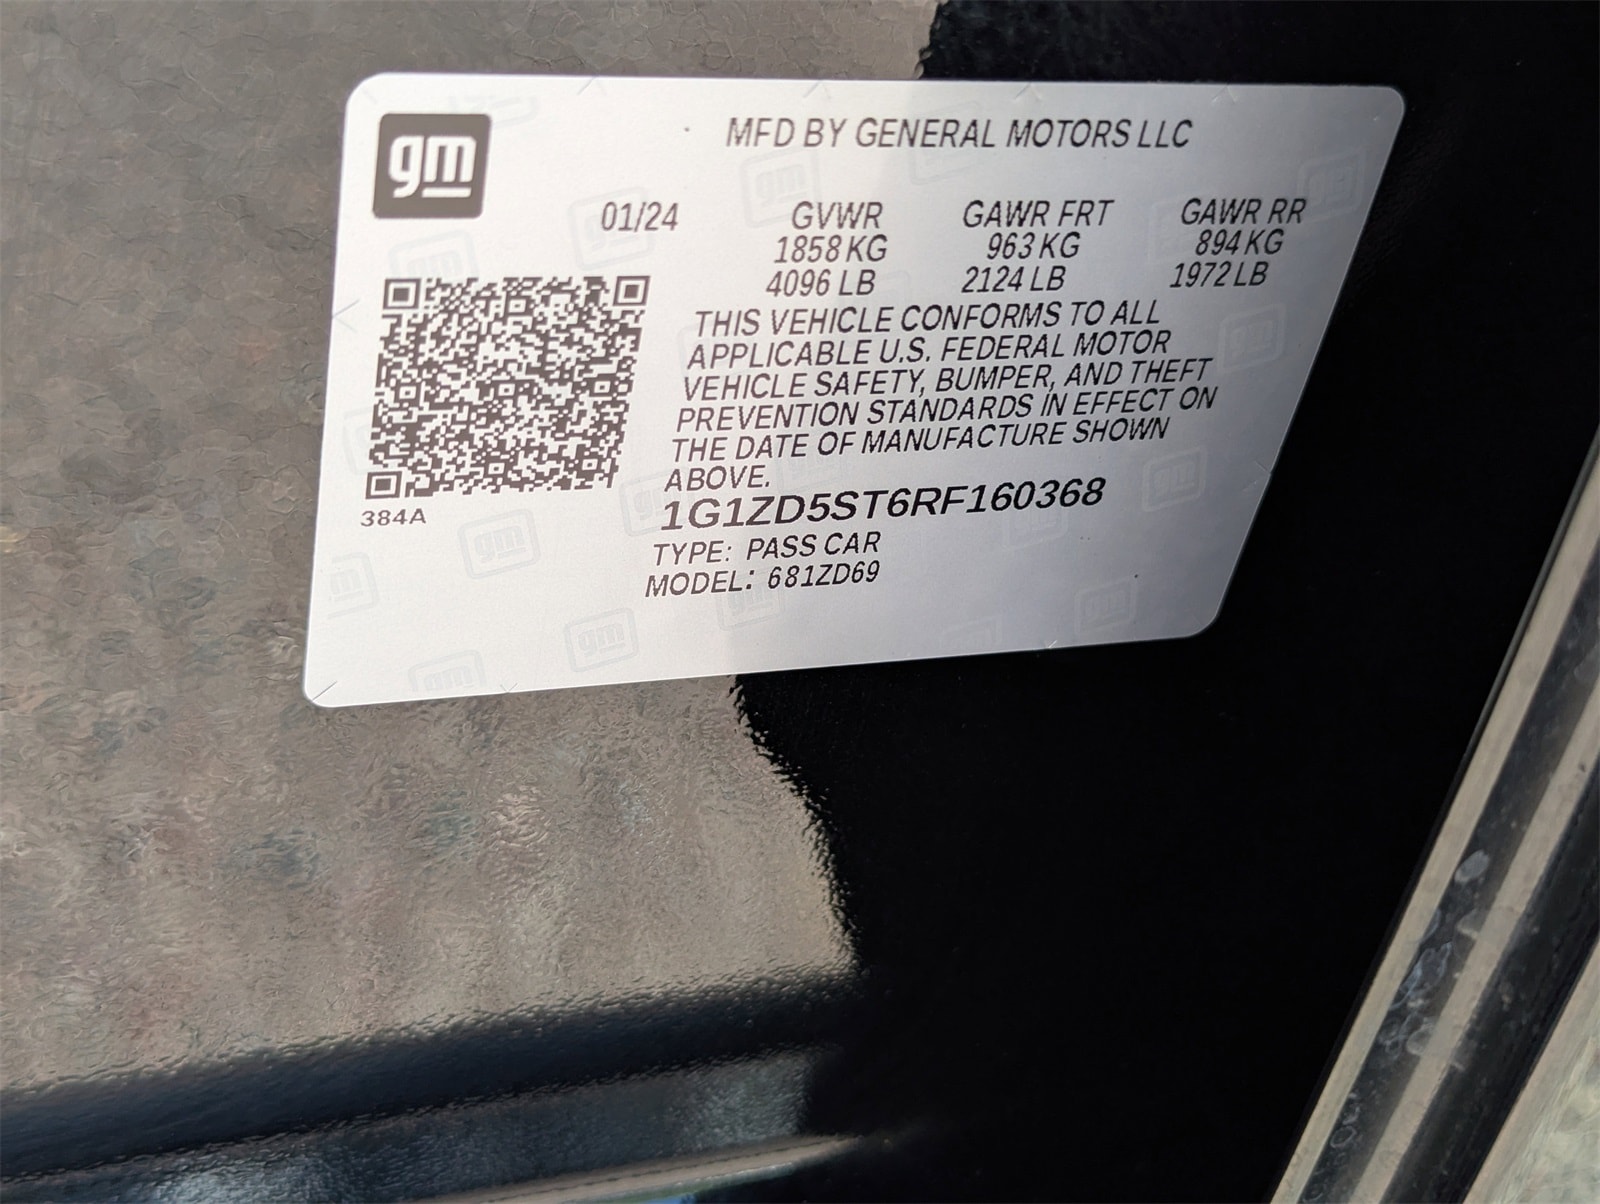 gm
MFD BY GENERAL MOTORS LLC
01/24 GVWR GAWR FRT GAWR RR
1858 KG 963 KG 894 KG
4096 LB 2124 LB 1972 LB
THIS VEHICLE CONFORMS TO ALL
APPLICABLE U.S. FEDERAL MOTOR
VEHICLE SAFETY, BUMPER, AND THEFT
PREVENTION STANDARDS IN EFFECT ON
THE DATE OF MANUFACTURE SHOWN
ABOVE.
384A
1G1ZD5ST6RF160368
TYPE: PASS CAR
MODEL: 681ZD69